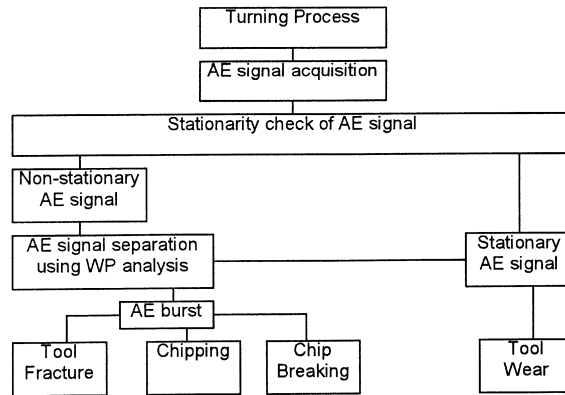 Turning Process
AE signal acquisition
Stationarity check of AE signal
Non-stationary
AE signal
AE signal separation
using WP analysis
Stationary
AE signal
AE burst
Tool
Fracture
Chipping
Chip
Breaking
Tool
Wear